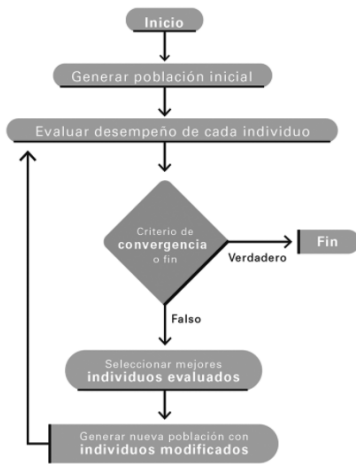 Inicio
Generar población inicial
Evaluar desempeño de cada individuo
Criterio de
convergencia
o fin
Verdadero
Fin
Falso
Seleccionar mejores
individuos evaluados
Generar nueva población con
individuos modificados